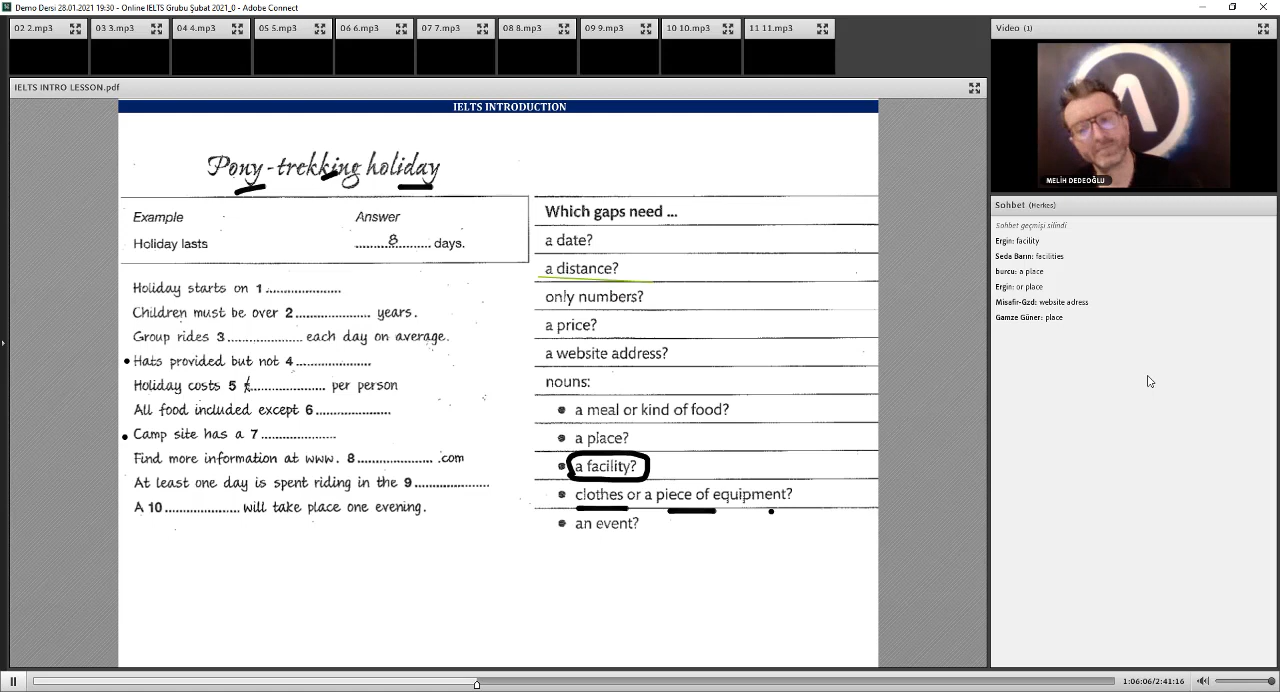 Demo Dersi 28.01.2021 19:30 - Online IELTS Grubu Şubat 2021_0 - Adobe Connect
02 2.mp3
03 3.mp3
04 4.mp3
05 5.mp3
06 6.mp3
07 7.mp3
08 8.mp3
09 9.mp3
10 10.mp3
11 11.mp3
Video (1)
MELİH DEDEOĞLU
IELTS INTRO LESSON.pdf
IELTS INTRODUCTION
Pony-trekking holiday
Example Answer
Holiday lasts ..........8.......... days.
Holiday starts on 1 ....................
Children must be over 2 .................... years.
Group rides 3 .................... each day on average.
Hats provided but not 4 ....................
Holiday costs 5 £.................... per person
All food included except 6 ....................
Camp site has a 7 ....................
Find more information at www. 8 .................... .com
At least one day is spent riding in the 9 ....................
A 10 .................... will take place one evening.
Which gaps need ...
a date?
a distance?
only numbers?
a price?
a website address?
nouns:
• a meal or kind of food?
• a place?
• a facility?
• clothes or a piece of equipment?
• an event?
Sohbet (Herkes)
Sohbet geçmişi silindi
Ergin: facility
Seda Barın: facilities
burcu: a place
Ergin: or place
Misafir-Gzd: website adress
Gamze Güner: place
1:06:06/2:41:16